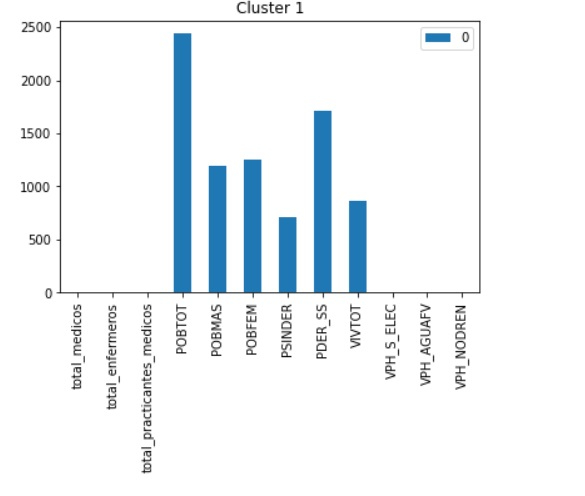 Cluster 1
0
2500
2000
1500
1000
500
0
total_medicos
total_enfermeros
total_practicantes_medicos
POBTOT
POBMAS
POBFEM
PSINDER
PDER_SS
VIVTOT
VPH_S_ELEC
VPH_AGUAFV
VPH_NODREN